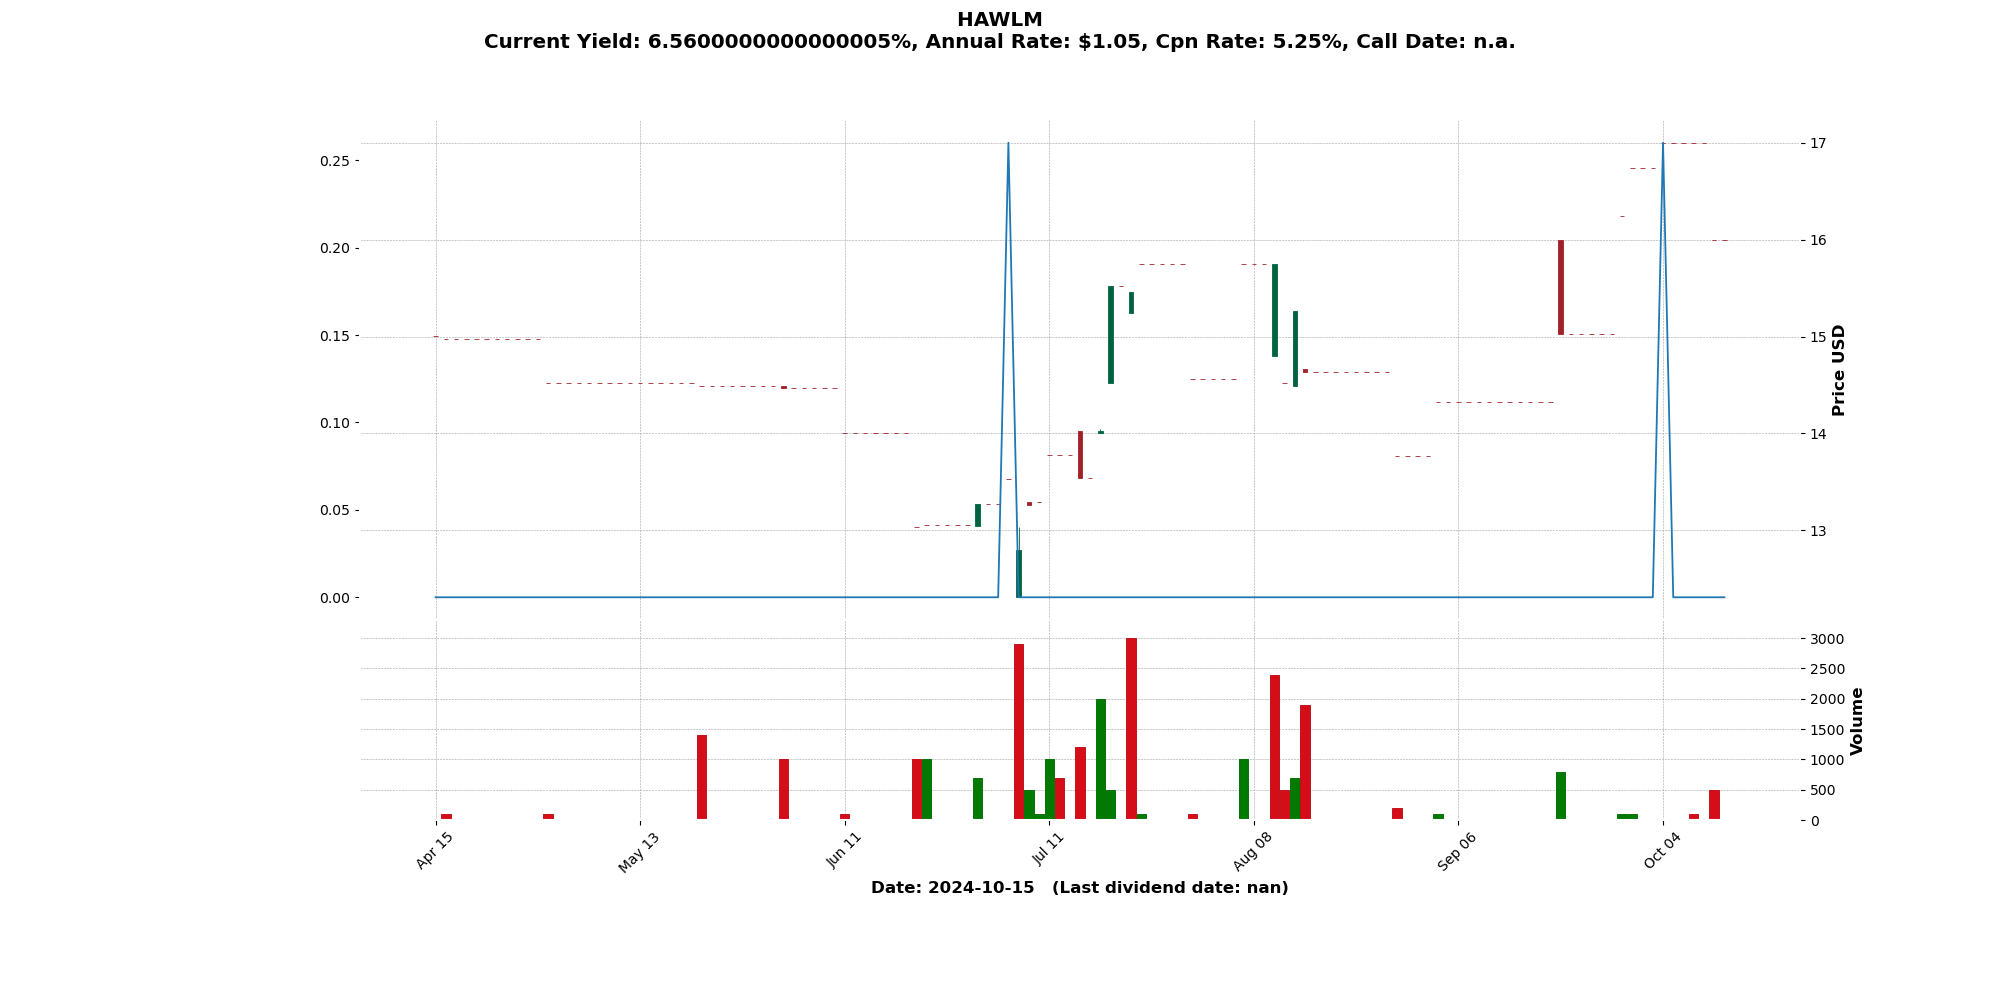 HAWLM
Current Yield: 6.5600000000000005%, Annual Rate: $1.05, Cpn Rate: 5.25%, Call Date: n.a.
0.25
0.20
0.15
0.10
0.05
0.00
17
16
15
14
13
Price USD
3000
2500
2000
1500
1000
500
0
Volume
Apr 15
May 13
Jun 11
Jul 11
Aug 08
Sep 06
Oct 04
Date: 2024-10-15   (Last dividend date: nan)